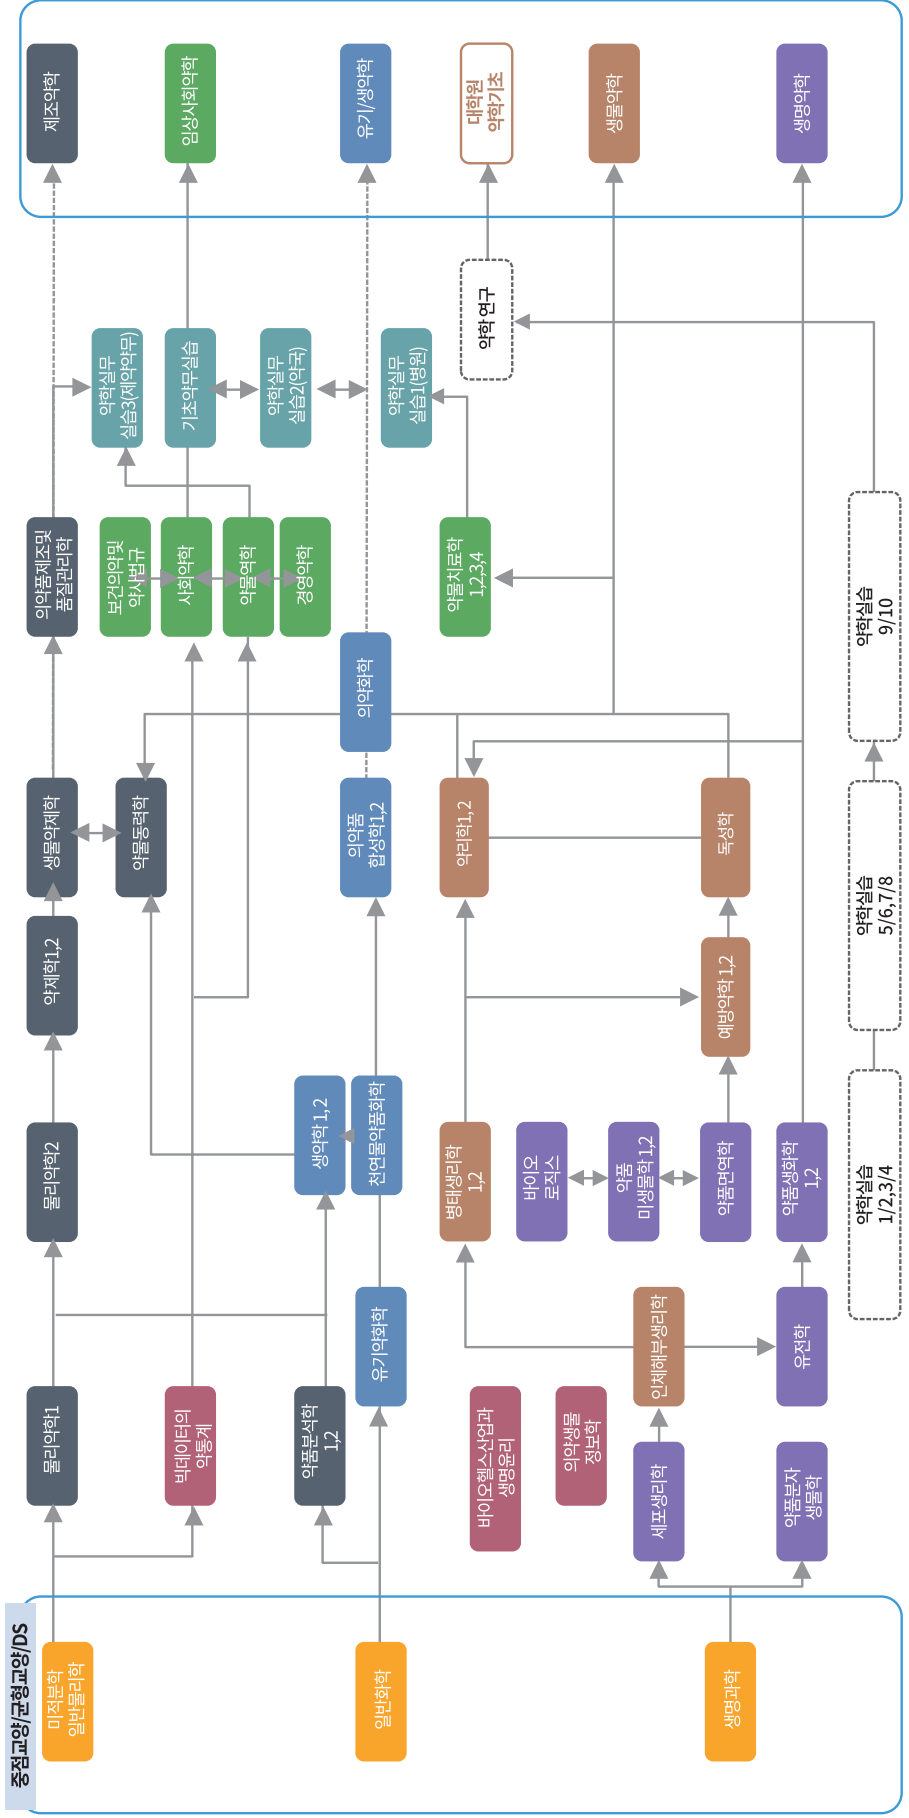 중점교양/균형교양/DS
미적분학
일반물리학
일반화학
생명과학
물리약학1
빅데이터의
약통계
약품분석학
1,2
유기약화학
바이오헬스산업과
생명윤리
의약생물
정보학
세포생리학
인체해부생리학
약품분자
생물학
유전학
물리약학2
생약학 1,2
천연물약품화학
병태생리학
1,2
바이오
로직스
약품
미생물학 1,2
약품면역학
약품생화학
1,2
약학실습
1/2,3/4
약제학1,2
예방약학 1,2
생물약제학
약물동력학
의약품
합성학1,2
약리학1,2
독성학
약학실습
5/6,7/8
의약화학
의약품제조및
품질관리학
보건의약및
약사법규
사회약학
약물역학
경영약학
약물치료학
1,2,3,4
약학실습
9/10
약학실무
실습3(제약약무)
기초약무실습
약학실무
실습2(약국)
약학실무
실습1(병원)
약학 연구
제조약학
임상사회약학
유기/생약학
대학원
약학기초
생물약학
생명약학